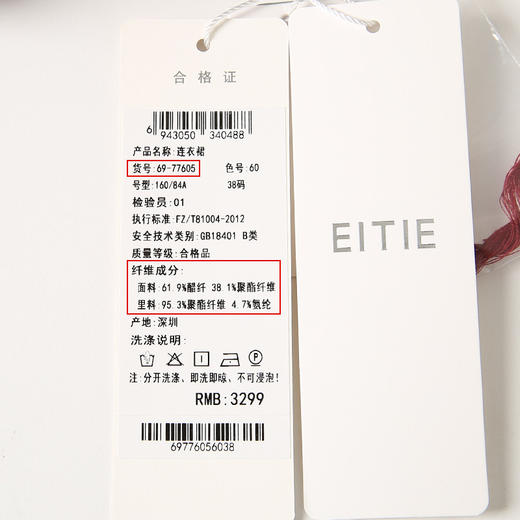 合格证
6 943050 340488
产品名称:连衣裙
货号:69-77605 色号:60
号型:160/84A 38码
检验员:01
执行标准:FZ/T81004-2012
安全技术类别:GB18401 B类
质量等级:合格品
纤维成分:
面料:61.9%醋纤 38.1%聚酯纤维
里料:95.3%聚酯纤维 4.7%氨纶
产地:深圳
洗涤说明:
注:分开洗涤、即洗即晾、不可浸泡!
RMB:3299
69776056038
EITIE